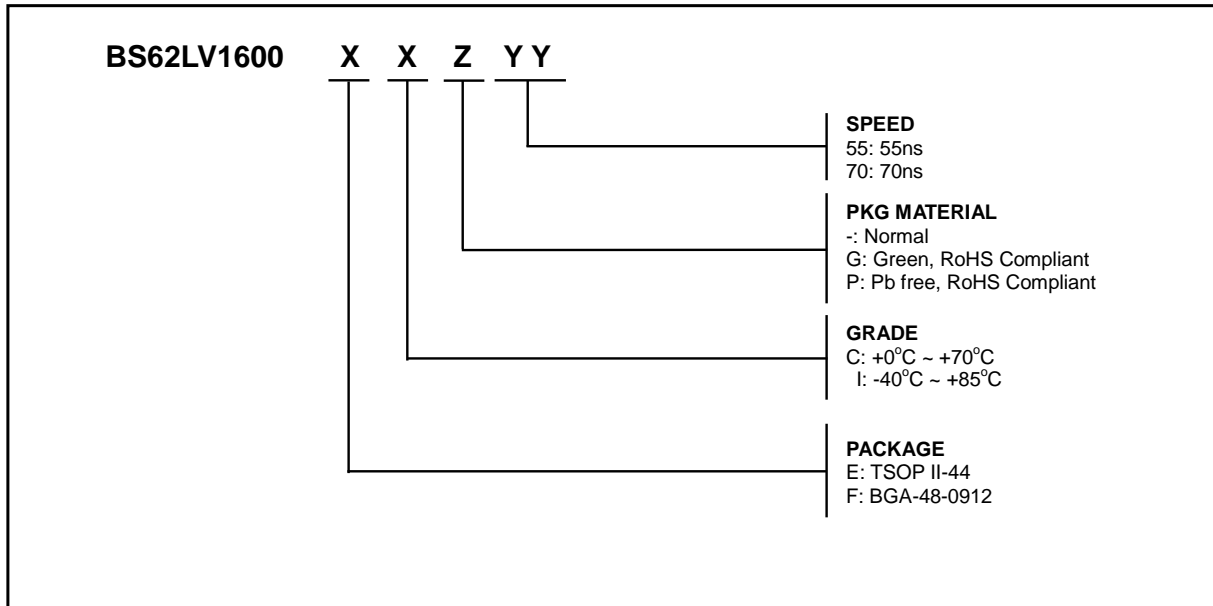 BS62LV1600 X X Z Y Y
SPEED
55: 55ns
70: 70ns
PKG MATERIAL
-: Normal
G: Green, RoHS Compliant
P: Pb free, RoHS Compliant
GRADE
C: +0°C ~ +70°C
I: -40°C ~ +85°C
PACKAGE
E: TSOP II-44
F: BGA-48-0912